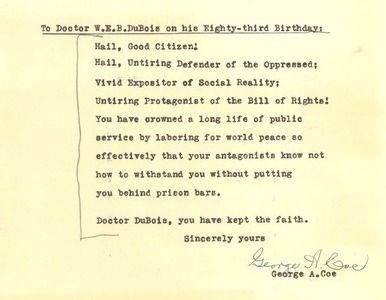 To Doctor W.E.B.DuBois on his Eighty-third Birthday:
Hail, Good Citizen!
Hail, Untiring Defender of the Oppressed;
Vivid Expositor of Social Reality;
Untiring Protagonist of the Bill of Rights!
You have crowned a long life of public
service by laboring for world peace so
effectively that your antagonists know not
how to withstand you without putting
you behind prison bars.
Doctor DuBois, you have kept the faith.
Sincerely yours
George A. Coe
George A.Coe